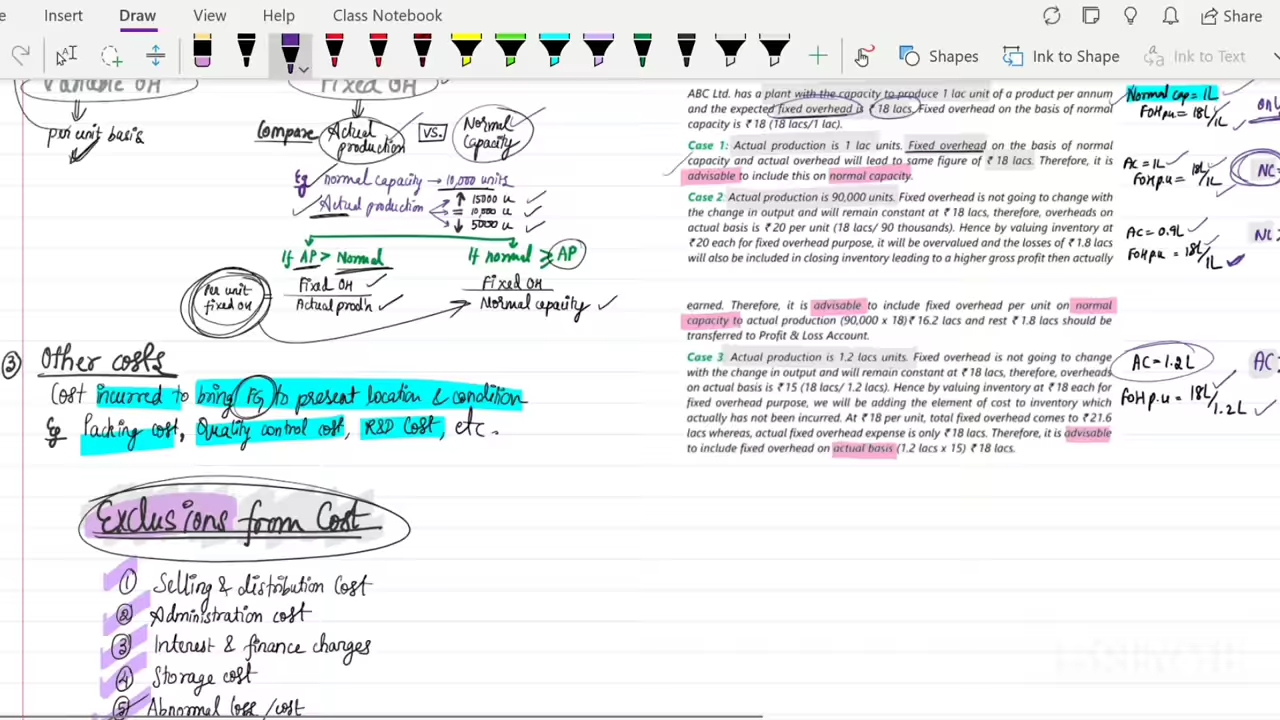 Insert Draw View Help Class Notebook Share
Shapes Ink to Shape Ink to Text
Variable OH
Fixed OH
per unit basis
Compare Actual production VS. Normal Capacity
Eg normal capacity → 10,000 units
Actual production
↑ 15000 u
= 10,000 u
↓ 5000 u
If AP > Normal
If normal ≥ AP
Per unit fixed OH
Fixed OH
Actual prodn
Fixed OH
Normal capacity
③ Other costs
Cost incurred to bring FG to present location & condition
Eg Packing cost, Quality control cost, R&D Cost, etc.
Exclusions from Cost
① Selling & distribution cost
② Administration cost
③ Interest & finance charges
④ Storage cost
⑤ Abnormal loss/cost
ABC Ltd. has a plant with the capacity to produce 1 lac unit of a product per annum
and the expected fixed overhead is ₹ 18 lacs. Fixed overhead on the basis of normal
capacity is ₹ 18 (18 lacs/1 lac).
Case 1: Actual production is 1 lac units. Fixed overhead on the basis of normal
capacity and actual overhead will lead to same figure of ₹ 18 lacs. Therefore, it is
advisable to include this on normal capacity.
Case 2: Actual production is 90,000 units. Fixed overhead is not going to change with
the change in output and will remain constant at ₹ 18 lacs, therefore, overheads on
actual basis is ₹ 20 per unit (18 lacs/ 90 thousands). Hence by valuing inventory at
₹ 20 each for fixed overhead purpose, it will be overvalued and the losses of ₹ 1.8 lacs
will also be included in closing inventory leading to a higher gross profit then actually
earned. Therefore, it is advisable to include fixed overhead per unit on normal
capacity to actual production (90,000 x 18) ₹ 16.2 lacs and rest ₹ 1.8 lacs should be
transferred to Profit & Loss Account.
Case 3: Actual production is 1.2 lacs units. Fixed overhead is not going to change
with the change in output and will remain constant at ₹ 18 lacs, therefore, overheads
on actual basis is ₹ 15 (18 lacs/ 1.2 lacs). Hence by valuing inventory at ₹ 18 each for
fixed overhead purpose, we will be adding the element of cost to inventory which
actually has not been incurred. At ₹ 18 per unit, total fixed overhead comes to ₹ 21.6
lacs whereas, actual fixed overhead expense is only ₹ 18 lacs. Therefore, it is advisable
to include fixed overhead on actual basis (1.2 lacs x 15) ₹ 18 lacs.
Normal cap = 1L
FOH pu = 18L/1L
AC = 1L
FOH p.u = 18L/1L
NC
AC = 0.9L
FOH p.u = 18L/1L
AC = 1.2L
AC
FOH p.u = 18L/1.2L